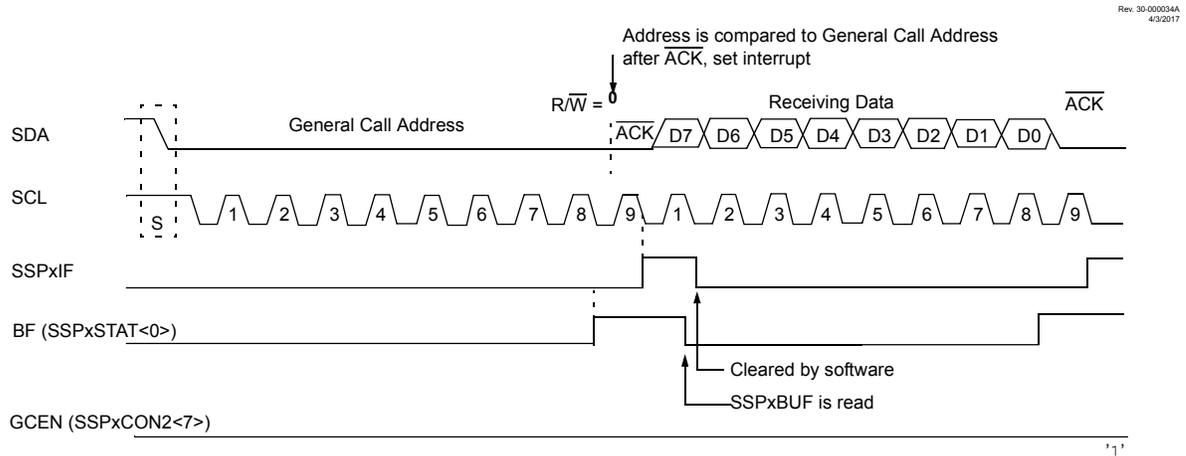 Rev. 30-000034A
4/3/2017
Address is compared to General Call Address
after ACK, set interrupt
R/W = 0
Receiving Data
ACK
SDA
General Call Address
ACK
D7 D6 D5 D4 D3 D2 D1 D0
SCL
S
1 2 3 4 5 6 7 8 9 1 2 3 4 5 6 7 8 9
SSPxIF
BF (SSPxSTAT<0>)
Cleared by software
SSPxBUF is read
GCEN (SSPxCON2<7>)
'1'